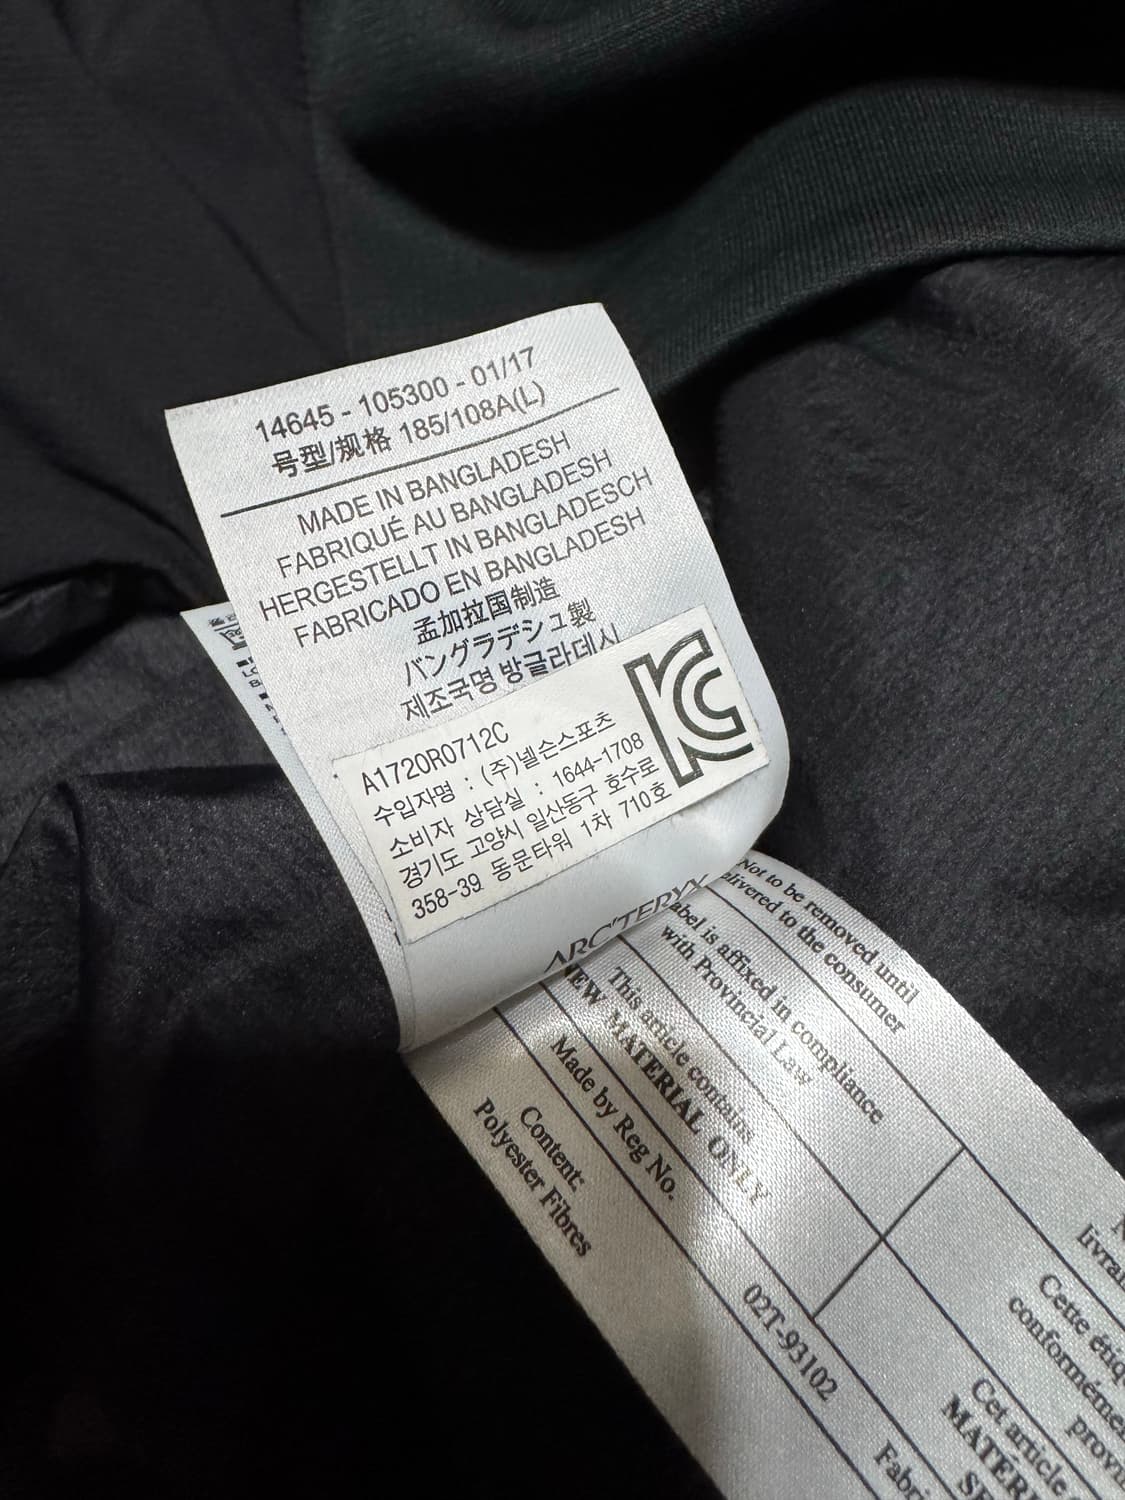 14645 - 105300 - 01/17
号型/规格 185/108A(L)
MADE IN BANGLADESH
FABRIQUÉ AU BANGLADESH
HERGESTELLT IN BANGLADESCH
FABRICADO EN BANGLADESH
孟加拉国制造
バングラデシュ製
제조국명 방글라데시
A1720R0712C
수입자명 : (주)넬슨스포츠
소비자 상담실 : 1644-1708
경기도 고양시 일산동구 호수로
358-39 동문타워 1차 710호
ARC'TERYX
Not to be removed until
delivered to the consumer
label is affixed in compliance
with Provincial Law
This article contains
NEW MATERIAL ONLY
Made by Reg No.
02T-93102
Content:
Polyester Fibres
Cette
Cet article